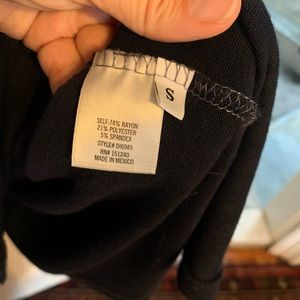 S
SELF:74% RAYON
21% POLYESTER
5% SPANDEX
STYLE# DI6985
RN# 151240
MADE IN MEXICO